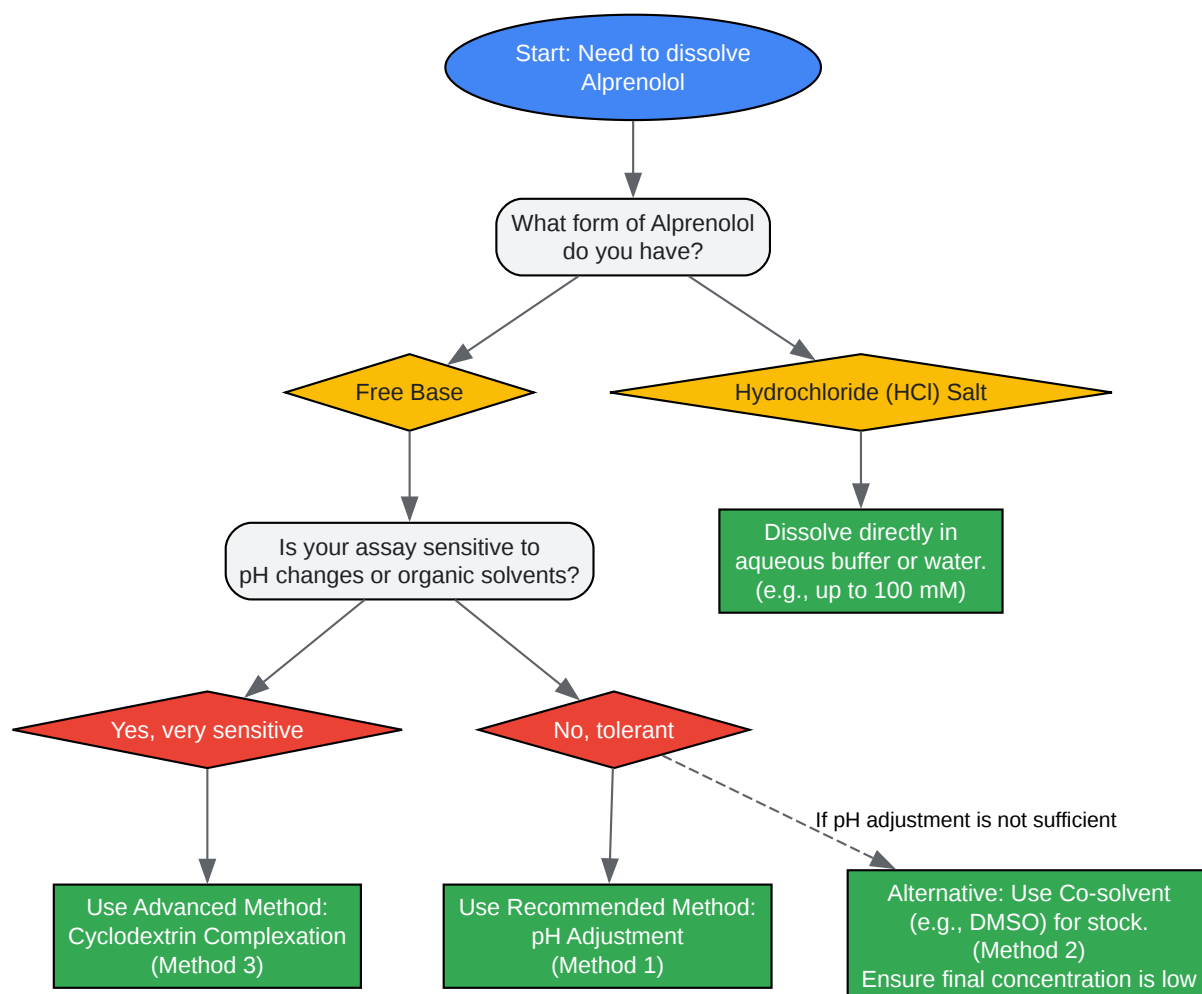 Start: Need to dissolve
Alprenolol
What form of Alprenolol
do you have?
Free Base
Hydrochloride (HCl) Salt
Is your assay sensitive to
pH changes or organic solvents?
Dissolve directly in
aqueous buffer or water.
(e.g., up to 100 mM)
Yes, very sensitive
No, tolerant
If pH adjustment is not sufficient
Use Advanced Method:
Cyclodextrin Complexation
(Method 3)
Use Recommended Method:
pH Adjustment
(Method 1)
Alternative: Use Co-solvent
(e.g., DMSO) for stock.
(Method 2)
Ensure final concentration is low